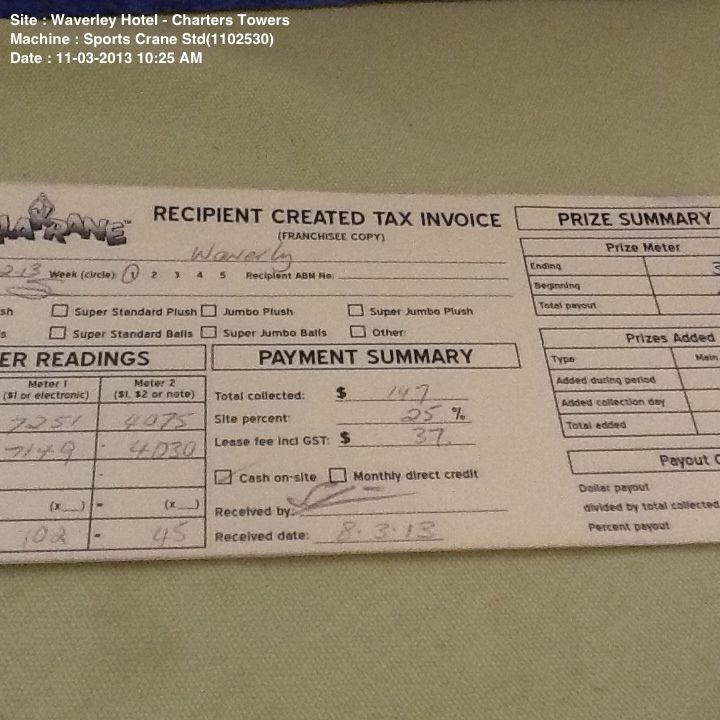 Site : Waverley Hotel - Charters Towers
Machine : Sports Crane Std(1102530)
Date : 11-03-2013 10:25 AM
RECIPIENT CREATED TAX INVOICE
(FRANCHISEE COPY)
Waverly
Week (circle) 1 2 3 4 5 Recipient ABN No:
sh Super Standard Plush Jumbo Plush Super Jumbo Plush
ls Super Standard Balls Super Jumbo Balls Other:
ER READINGS
Meter 1 Meter 2
($1 or electronic) ($1, $2 or note)
7251 4075
7149 - 4030
(x__) = (x__)
102 - 45
PAYMENT SUMMARY
Total collected: $ 147
Site percent: 25 %
Lease fee incl GST: $ 37.
Cash on-site Monthly direct credit
Received by:
Received date: 8.3.13
PRIZE SUMMARY
Prize Meter
Ending 3
Beginning
Total payout
Prizes Added
Type Main
Added during period
Added collection day
Total added
Payout C
Dollar payout
divided by total collected
Percent payout